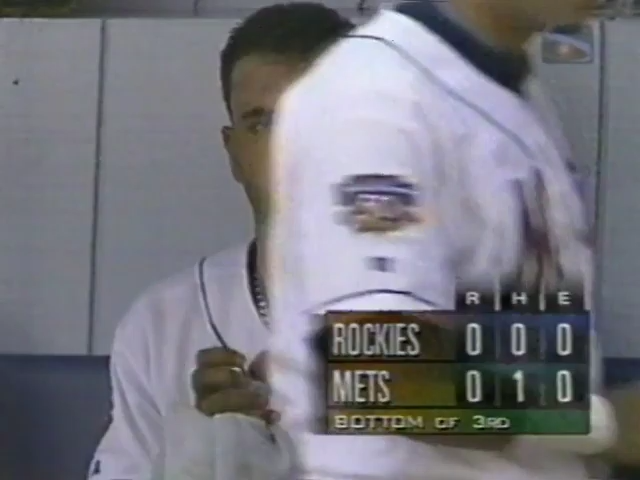 R H E
ROCKIES 0 0 0
METS 0 1 0
BOTTOM OF 3RD